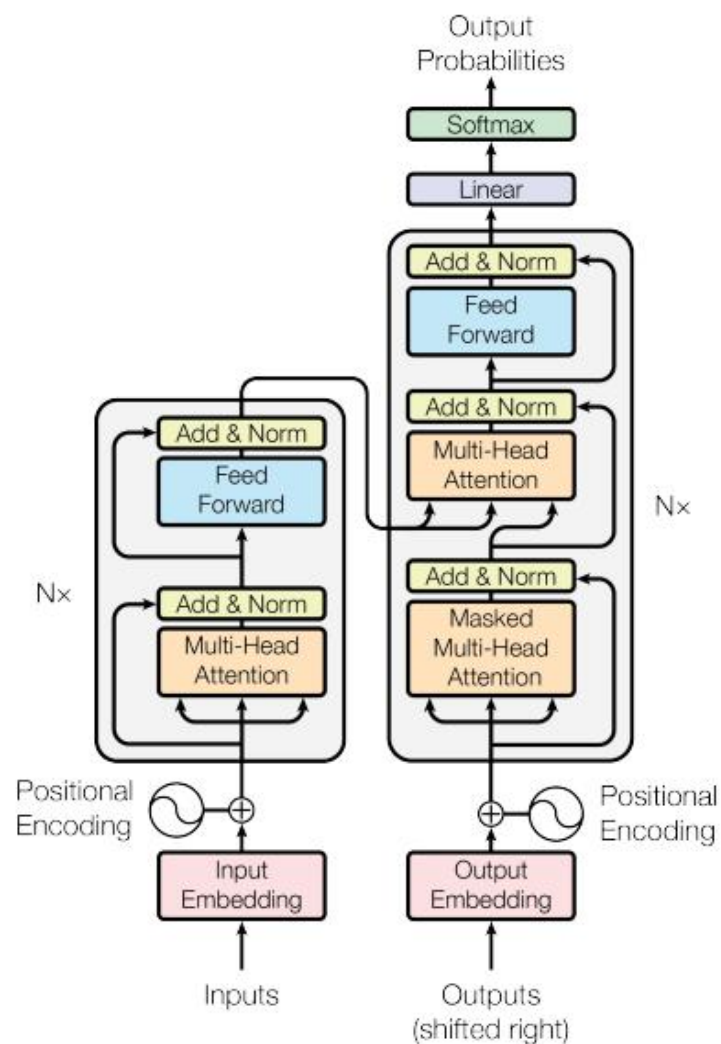 Output
Probabilities
Softmax
Linear
Add & Norm
Feed
Forward
Add & Norm
Multi-Head
Attention
Add & Norm
Masked
Multi-Head
Attention
Nx
Add & Norm
Feed
Forward
Add & Norm
Multi-Head
Attention
Nx
Positional
Encoding
Positional
Encoding
Input
Embedding
Output
Embedding
Inputs
Outputs
(shifted right)